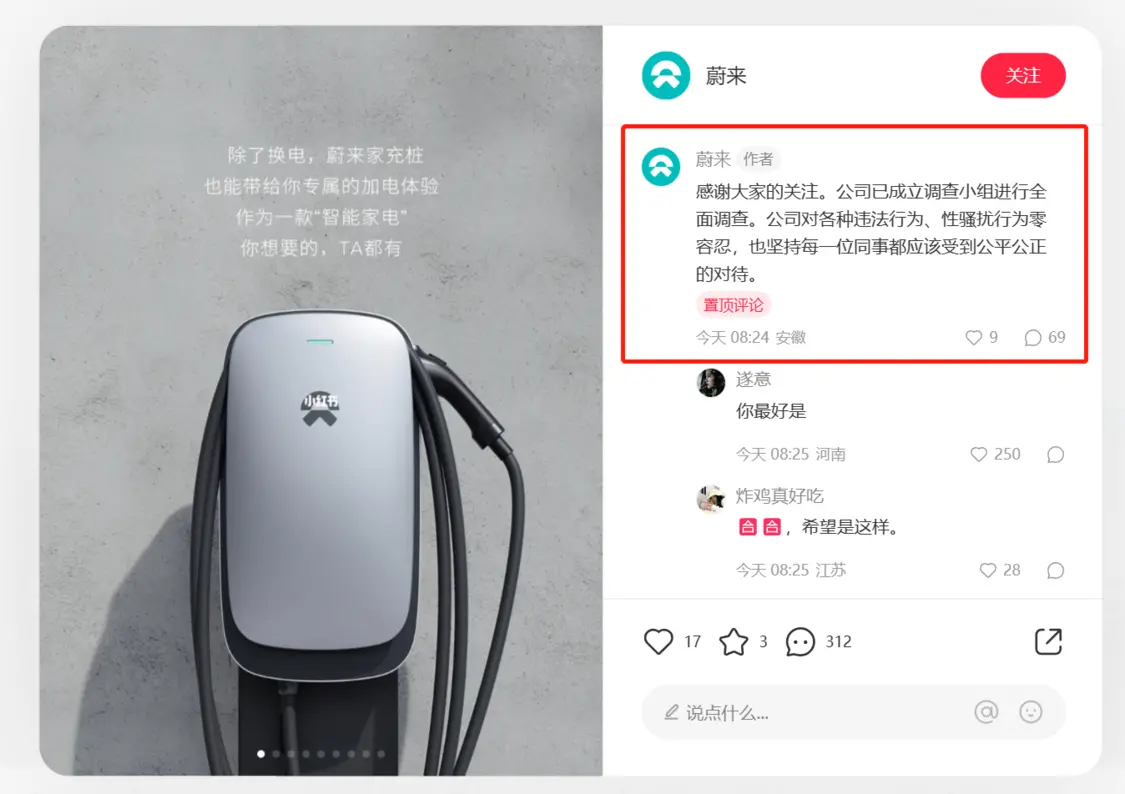 除了换电，蔚来家充桩
也能带给你专属的加电体验
作为一款“智能家电”
你想要的，TA都有
小红书
蔚来
关注
蔚来 作者
感谢大家的关注。公司已成立调查小组进行全
面调查。公司对各种违法行为、性骚扰行为零
容忍，也坚持每一位同事都应该受到公平公正
的对待。
置顶评论
今天 08:24 安徽 9 69
遂意
你最好是
今天 08:25 河南 250
炸鸡真好吃
，希望是这样。
今天 08:25 江苏 28
17 3 312
说点什么...